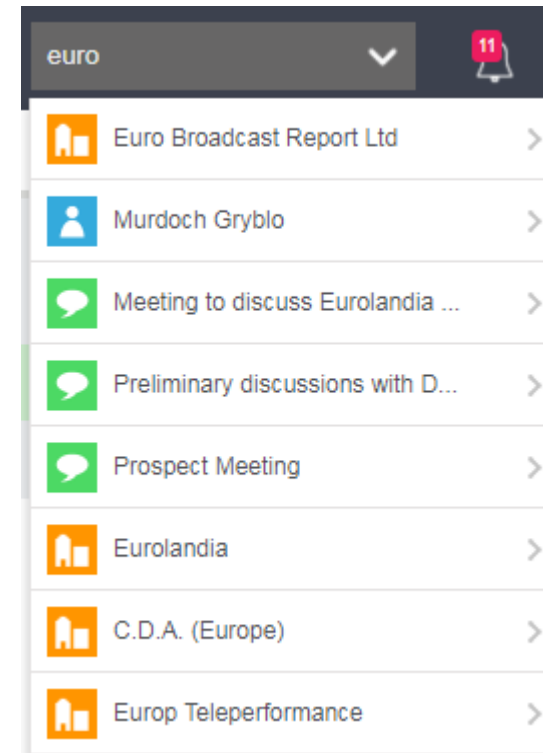 euro
11
Euro Broadcast Report Ltd
Murdoch Gryblo
Meeting to discuss Eurolandia ...
Preliminary discussions with D...
Prospect Meeting
Eurolandia
C.D.A. (Europe)
Europ Teleperformance